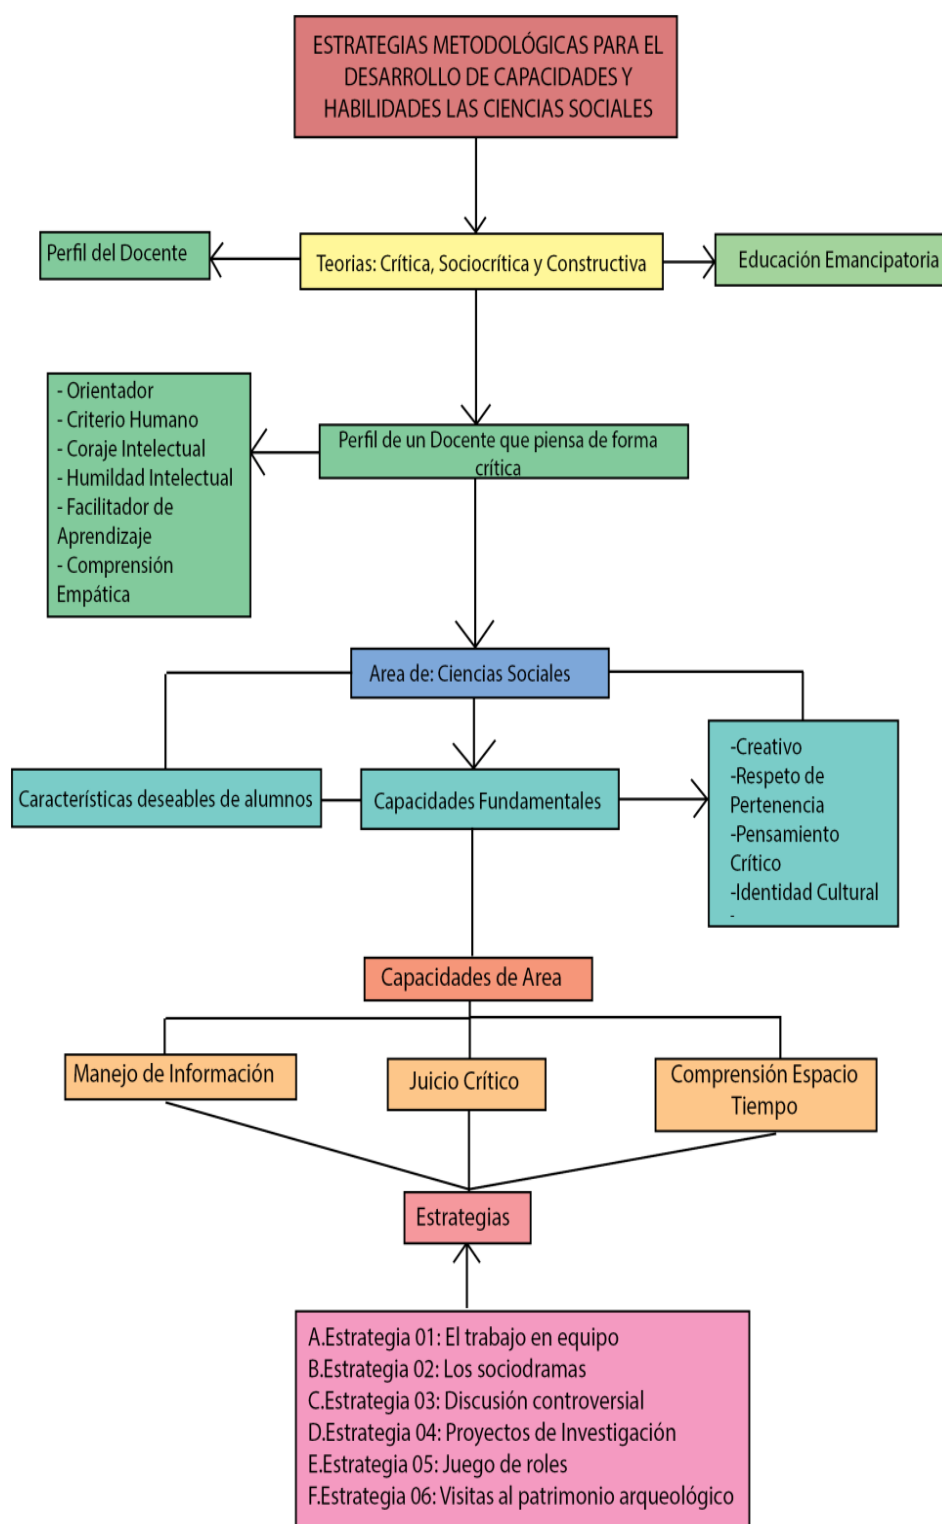 ESTRATEGIAS METODOLÓGICAS PARA EL
DESARROLLO DE CAPACIDADES Y
HABILIDADES LAS CIENCIAS SOCIALES
Perfil del Docente
Teorias: Crítica, Sociocrítica y Constructiva
Educación Emancipatoria
- Orientador
- Criterio Humano
- Coraje Intelectual
- Humildad Intelectual
- Facilitador de
Aprendizaje
- Comprensión
Empática
Perfil de un Docente que piensa de forma
crítica
Area de: Ciencias Sociales
Característícas deseables de alumnos
Capacidades Fundamentales
-Creativo
-Respeto de
Pertenencia
-Pensamiento
Crítico
-Identidad Cultural
-
Capacidades de Area
Manejo de Información
Juicio Crítico
Comprensión Espacio
Tiempo
Estrategias
A.Estrategia 01: El trabajo en equipo
B.Estrategia 02: Los sociodramas
C.Estrategia 03: Discusión controversial
D.Estrategia 04: Proyectos de Investigación
E.Estrategia 05: Juego de roles
F.Estrategia 06: Visitas al patrimonio arqueológico